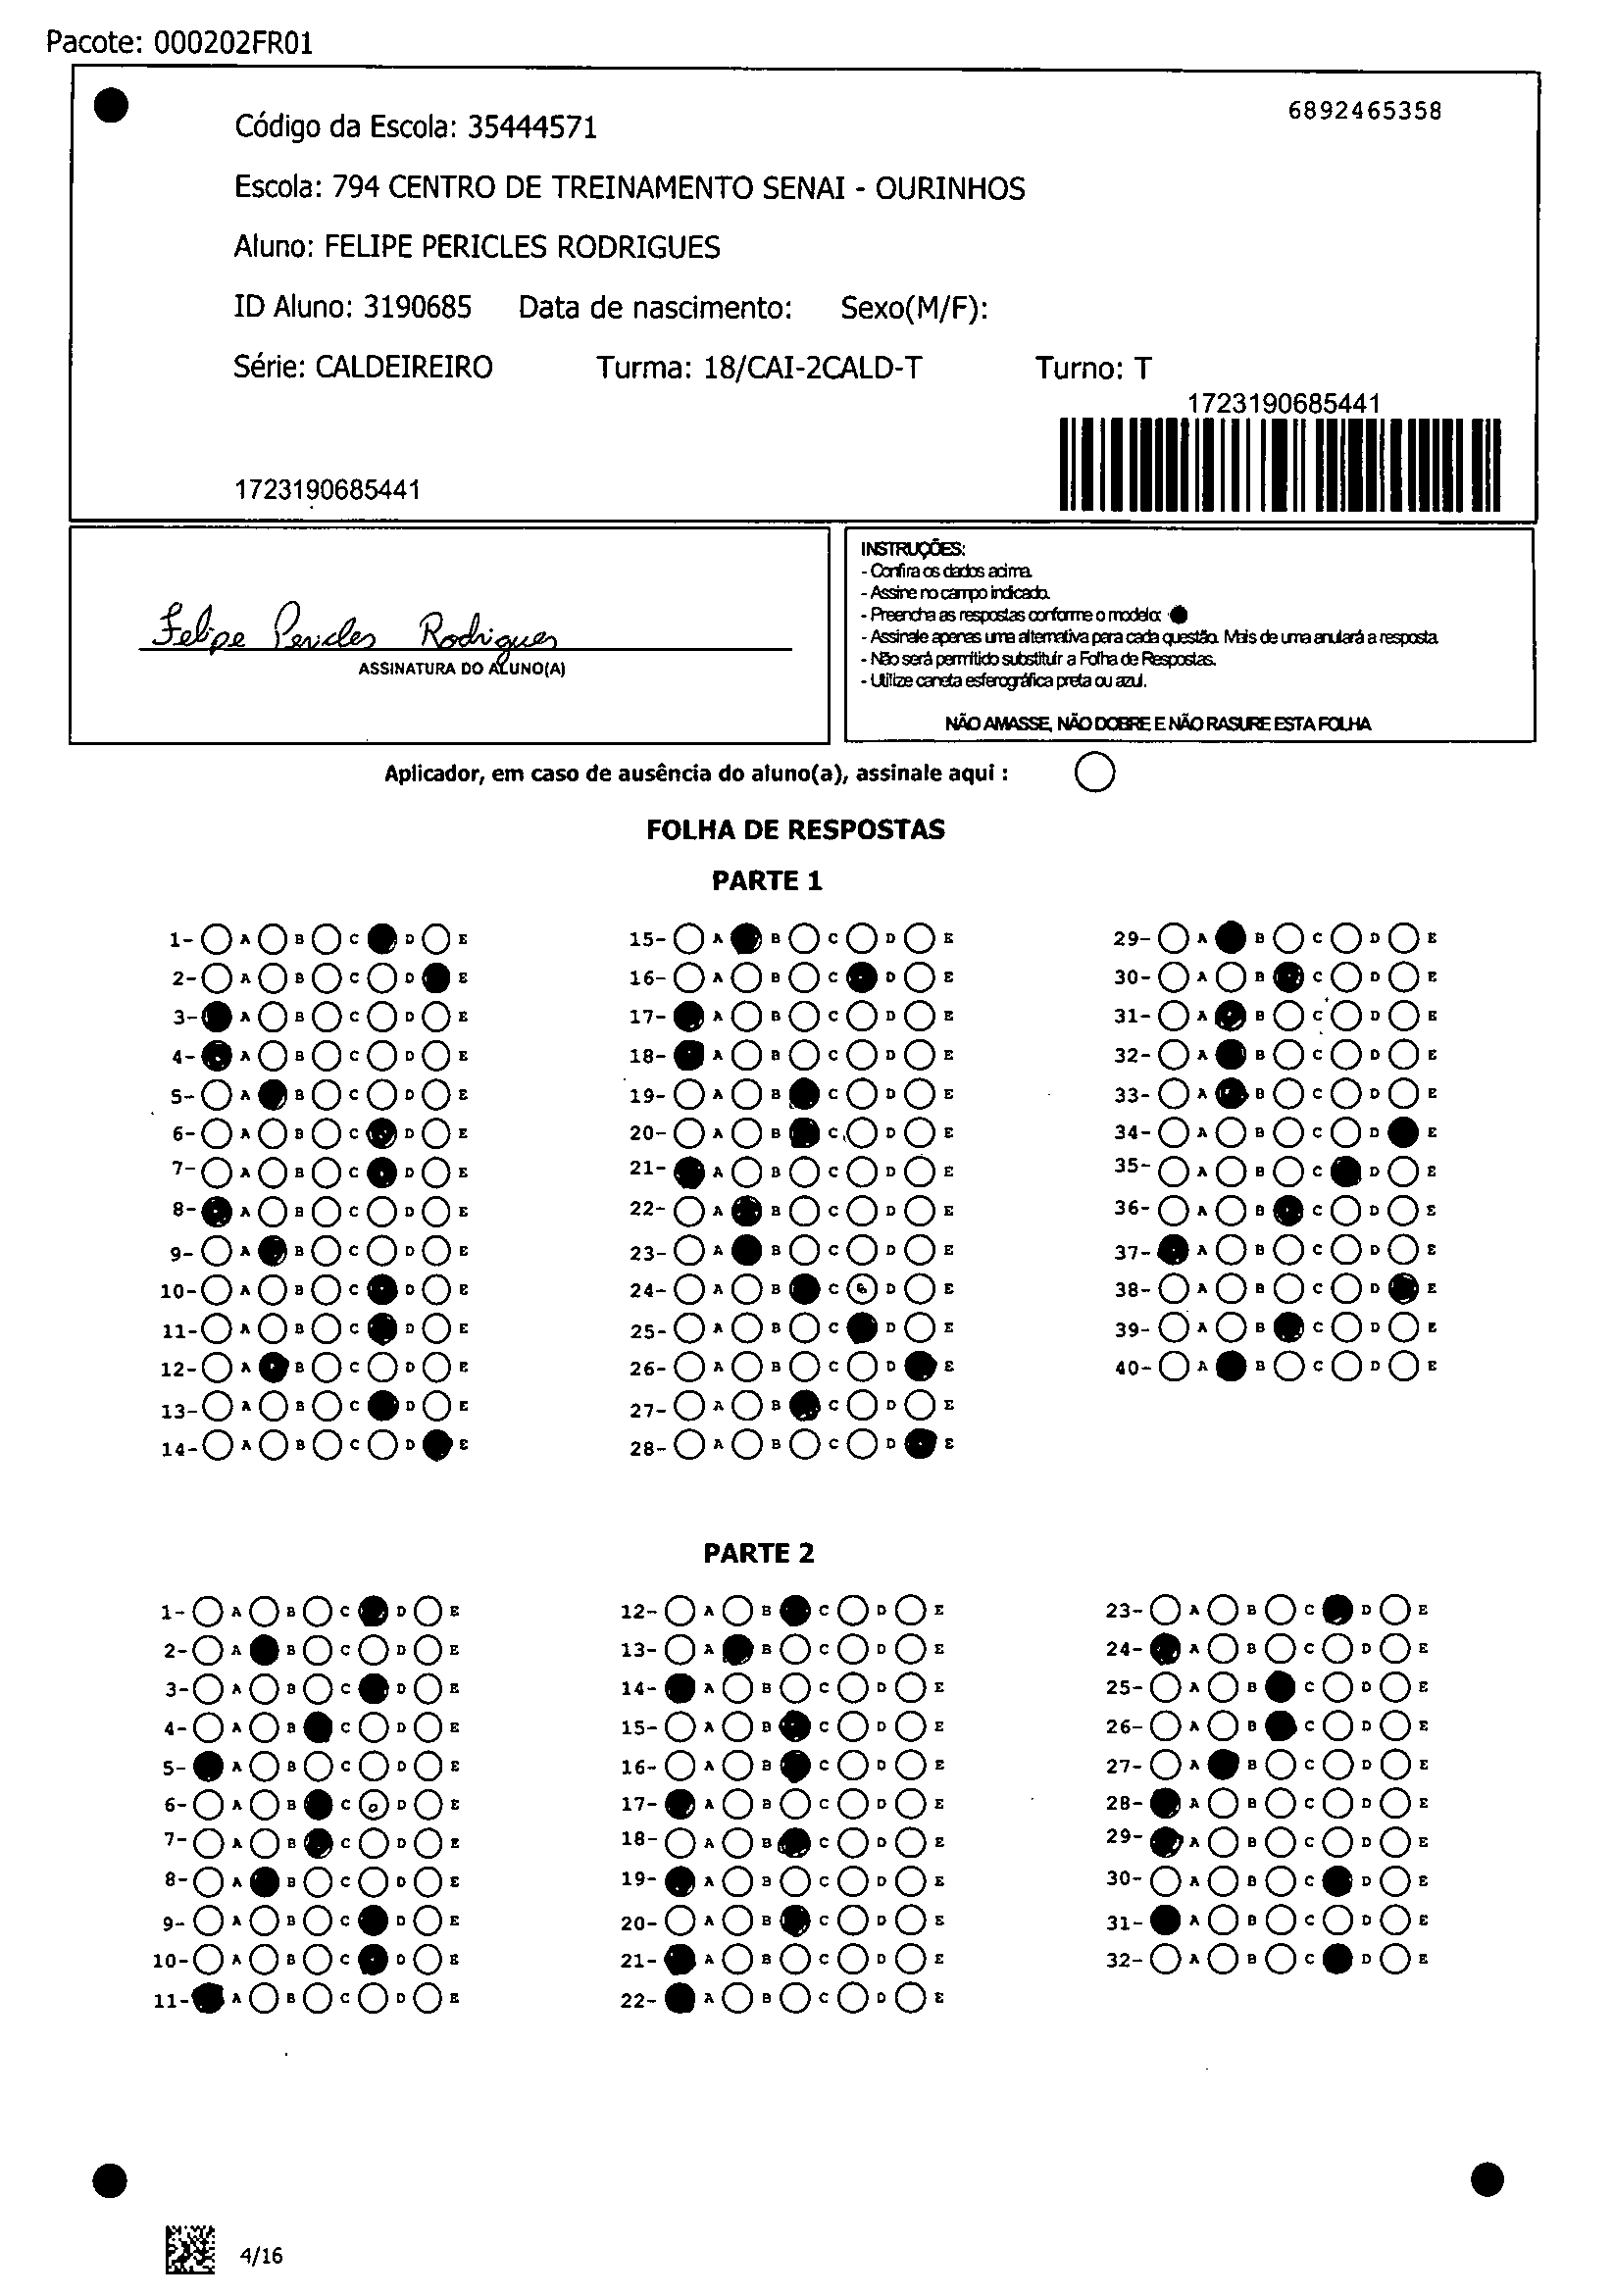 Pacote: 000202FR01
6892465358
Código da Escola: 35444571
Escola: 794 CENTRO DE TREINAMENTO SENAI - OURINHOS
Aluno: FELIPE PERICLES RODRIGUES
ID Aluno: 3190685 Data de nascimento: Sexo(M/F):
Série: CALDEIREIRO Turma: 18/CAI-2CALD-T Turno: T
1723190685441
1723190685441
Felipe Pericles Rodrigues
ASSINATURA DO ALUNO(A)
INSTRUÇÕES:
- Confira os dados acima.
- Assine no campo indicado.
- Preencha as respostas conforme o modelo:
- Assinale apenas uma alternativa para cada questão. Mais de uma anulará a resposta.
- Não será permitido substituir a Folha de Respostas.
- Utilize caneta esferográfica preta ou azul.
NÃO AMASSE, NÃO DOBRE E NÃO RASURE ESTA FOLHA
Aplicador, em caso de ausência do aluno(a), assinale aqui :
FOLHA DE RESPOSTAS
PARTE 1
1- A B C D E 15- A B C D E 29- A B C D E
2- A B C D E 16- A B C D E 30- A B C D E
3- A B C D E 17- A B C D E 31- A B C D E
4- A B C D E 18- A B C D E 32- A B C D E
5- A B C D E 19- A B C D E 33- A B C D E
6- A B C D E 20- A B C D E 34- A B C D E
7- A B C D E 21- A B C D E 35- A B C D E
8- A B C D E 22- A B C D E 36- A B C D E
9- A B C D E 23- A B C D E 37- A B C D E
10- A B C D E 24- A B C D E 38- A B C D E
11- A B C D E 25- A B C D E 39- A B C D E
12- A B C D E 26- A B C D E 40- A B C D E
13- A B C D E 27- A B C D E
14- A B C D E 28- A B C D E
PARTE 2
1- A B C D E 12- A B C D E 23- A B C D E
2- A B C D E 13- A B C D E 24- A B C D E
3- A B C D E 14- A B C D E 25- A B C D E
4- A B C D E 15- A B C D E 26- A B C D E
5- A B C D E 16- A B C D E 27- A B C D E
6- A B C D E 17- A B C D E 28- A B C D E
7- A B C D E 18- A B C D E 29- A B C D E
8- A B C D E 19- A B C D E 30- A B C D E
9- A B C D E 20- A B C D E 31- A B C D E
10- A B C D E 21- A B C D E 32- A B C D E
11- A B C D E 22- A B C D E
4/16